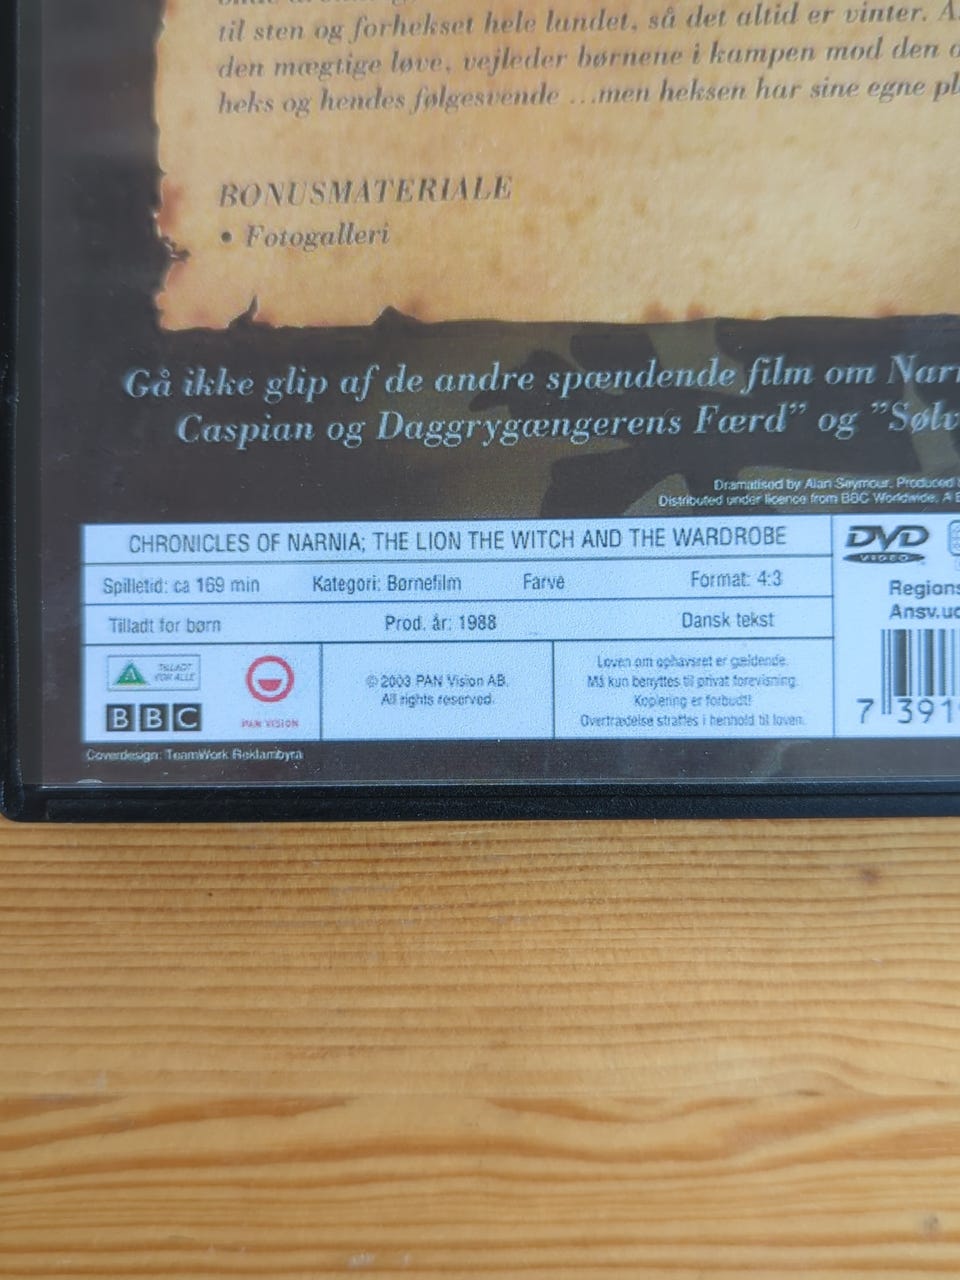 til sten og forhekset hele landet, så det altid er vinter.
den mægtige løve, vejleder børnene i kampen mod den
heks og hendes følgesvende ...men heksen har sine egne
BONUSMATERIALE
• Fotogalleri
Gå ikke glip af de andre spændende film om
Caspian og Daggrygængerens Færd" og
Dramatised by Alan Seymour. Produced
Distributed under licence from BBC Worldwide.
CHRONICLES OF NARNIA; THE LION THE WITCH AND THE WARDROBE
Spilletid: ca 169 min Kategori: Børnefilm Farve Format: 4:3
Tilladt for børn Prod. år: 1988 Dansk tekst
A TILLADT
FOR ALLE
BBC
PAN VISION
© 2003 PAN Vision AB.
All rights reserved.
Loven om ophavsret er gældende.
Må kun benyttes til privat forevisning.
Kopiering er forbudt!
Overtrædelse straffes i henhold til loven.
DVD
VIDEO
7 391
Coverdesign: TeamWork Reklambyrå